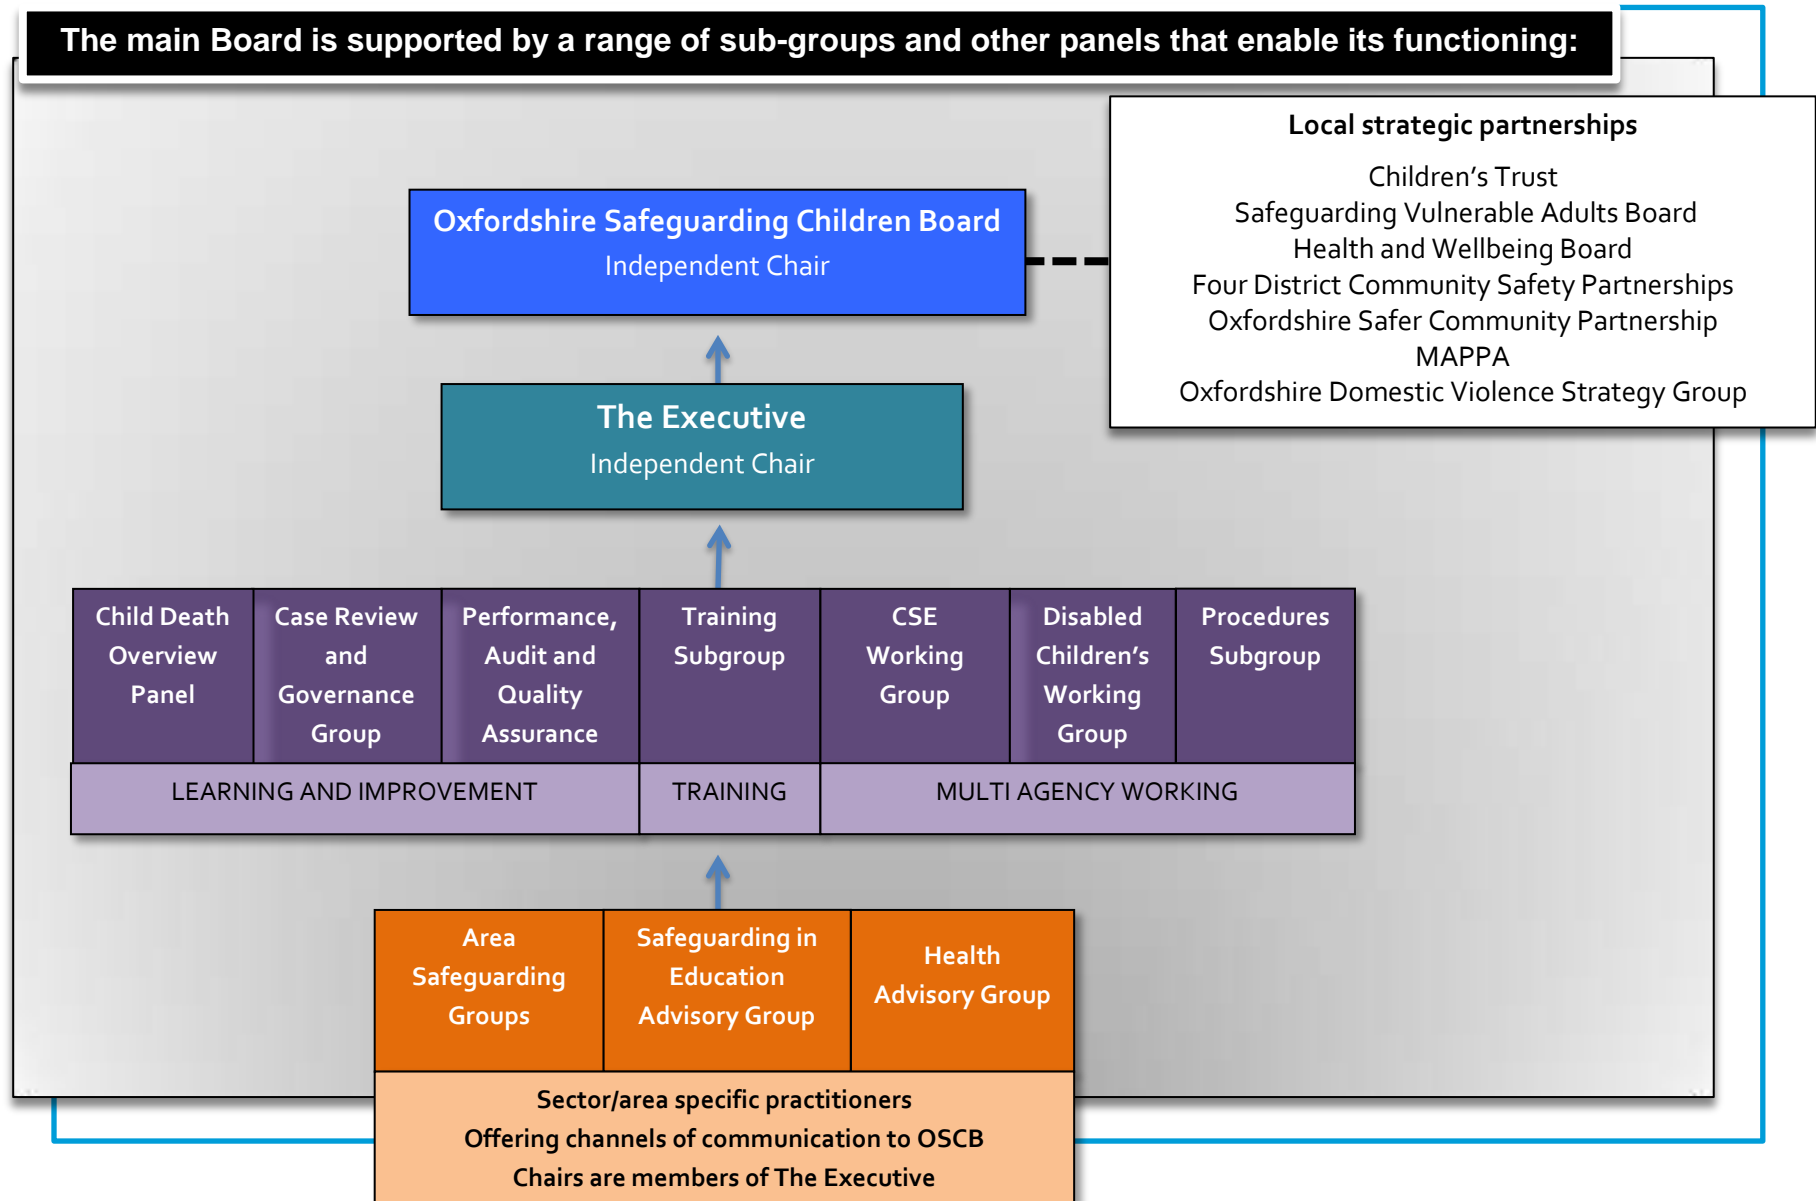 The main Board is supported by a range of sub-groups and other panels that enable its functioning:
Local strategic partnerships
Children’s Trust
Safeguarding Vulnerable Adults Board
Health and Wellbeing Board
Four District Community Safety Partnerships
Oxfordshire Safer Community Partnership
MAPPA
Oxfordshire Domestic Violence Strategy Group
Oxfordshire Safeguarding Children Board
Independent Chair
The Executive
Independent Chair
Child Death
Overview
Panel
Case Review
and
Governance
Group
Performance,
Audit and
Quality
Assurance
Training
Subgroup
CSE
Working
Group
Disabled
Children’s
Working
Group
Procedures
Subgroup
LEARNING AND IMPROVEMENT
TRAINING
MULTI AGENCY WORKING
Area
Safeguarding
Groups
Safeguarding in
Education
Advisory Group
Health
Advisory Group
Sector/area specific practitioners
Offering channels of communication to OSCB
Chairs are members of The Executive